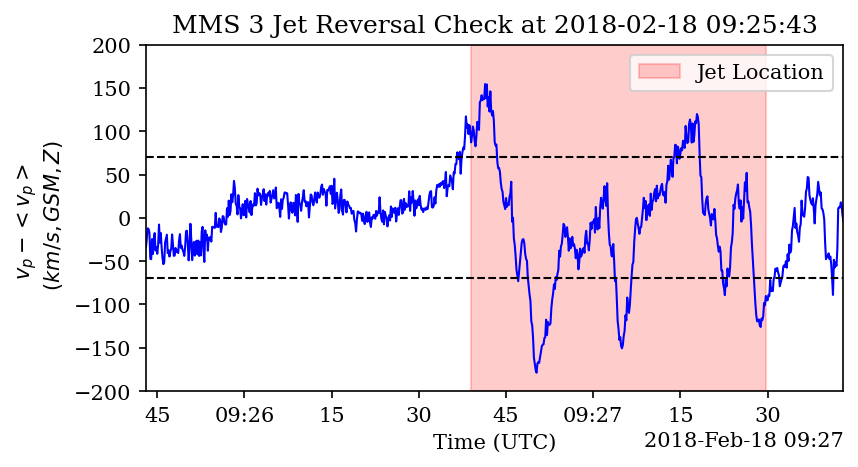 MMS 3 Jet Reversal Check at 2018-02-18 09:25:43
200
150
100
50
0
−50
−100
−150
−200
v_p − < v_p >
(km/s, GSM, Z)
Jet Location
45
09:26
15
30
45
09:27
15
30
Time (UTC)
2018-Feb-18 09:27